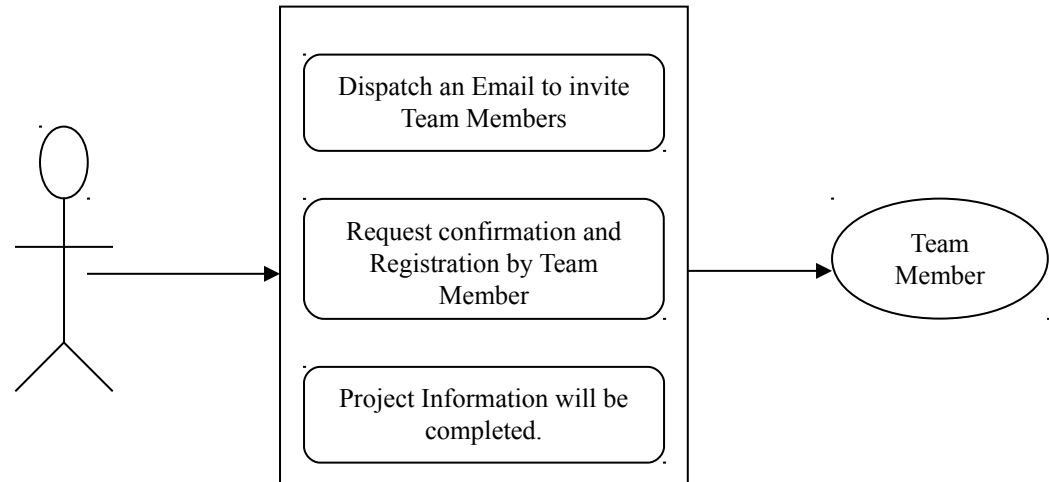 Dispatch an Email to invite
Team Members
Request confirmation and
Registration by Team
Member
Team
Member
Project Information will be
completed.